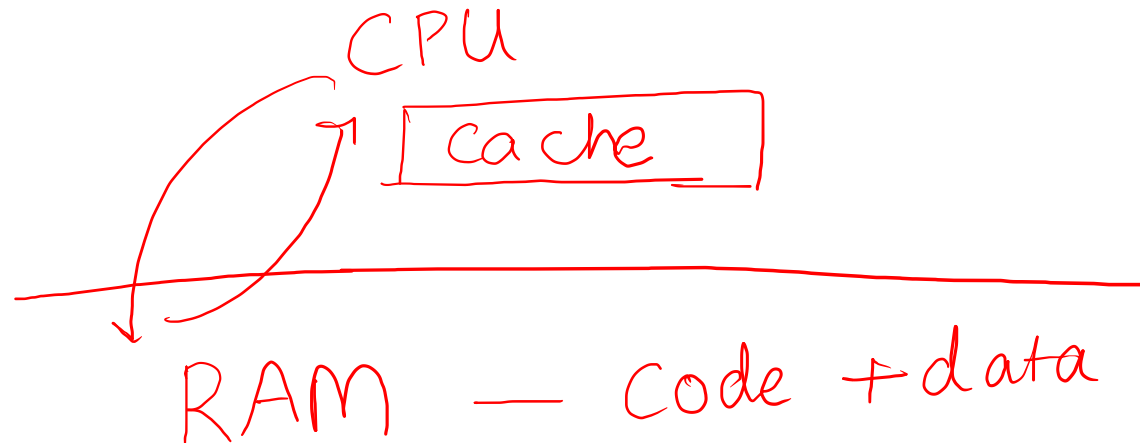 CPU
cache
RAM — code + data